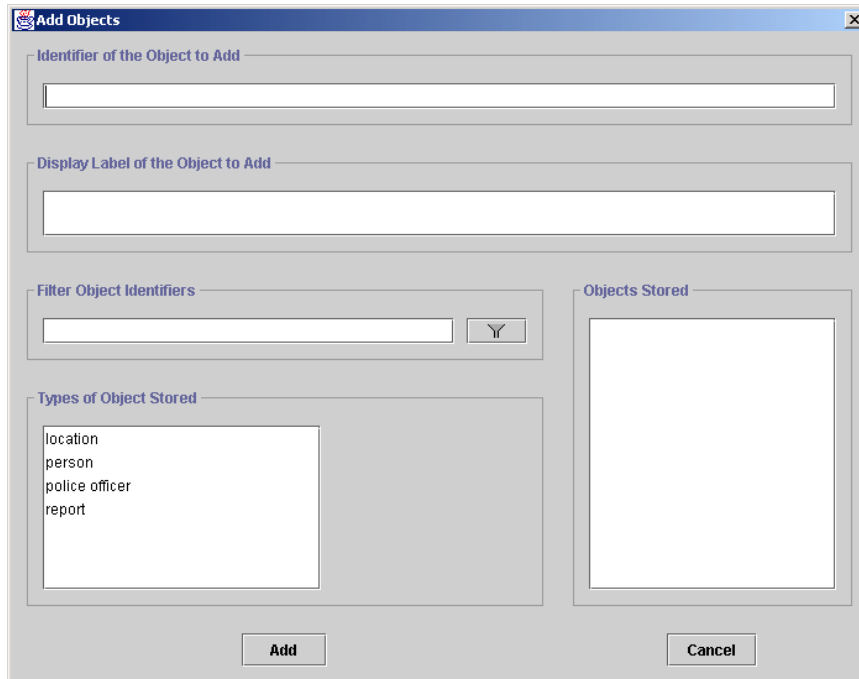 Add Objects
Identifier of the Object to Add
Display Label of the Object to Add
Filter Object Identifiers
Objects Stored
Types of Object Stored
location
person
police officer
report
Add
Cancel